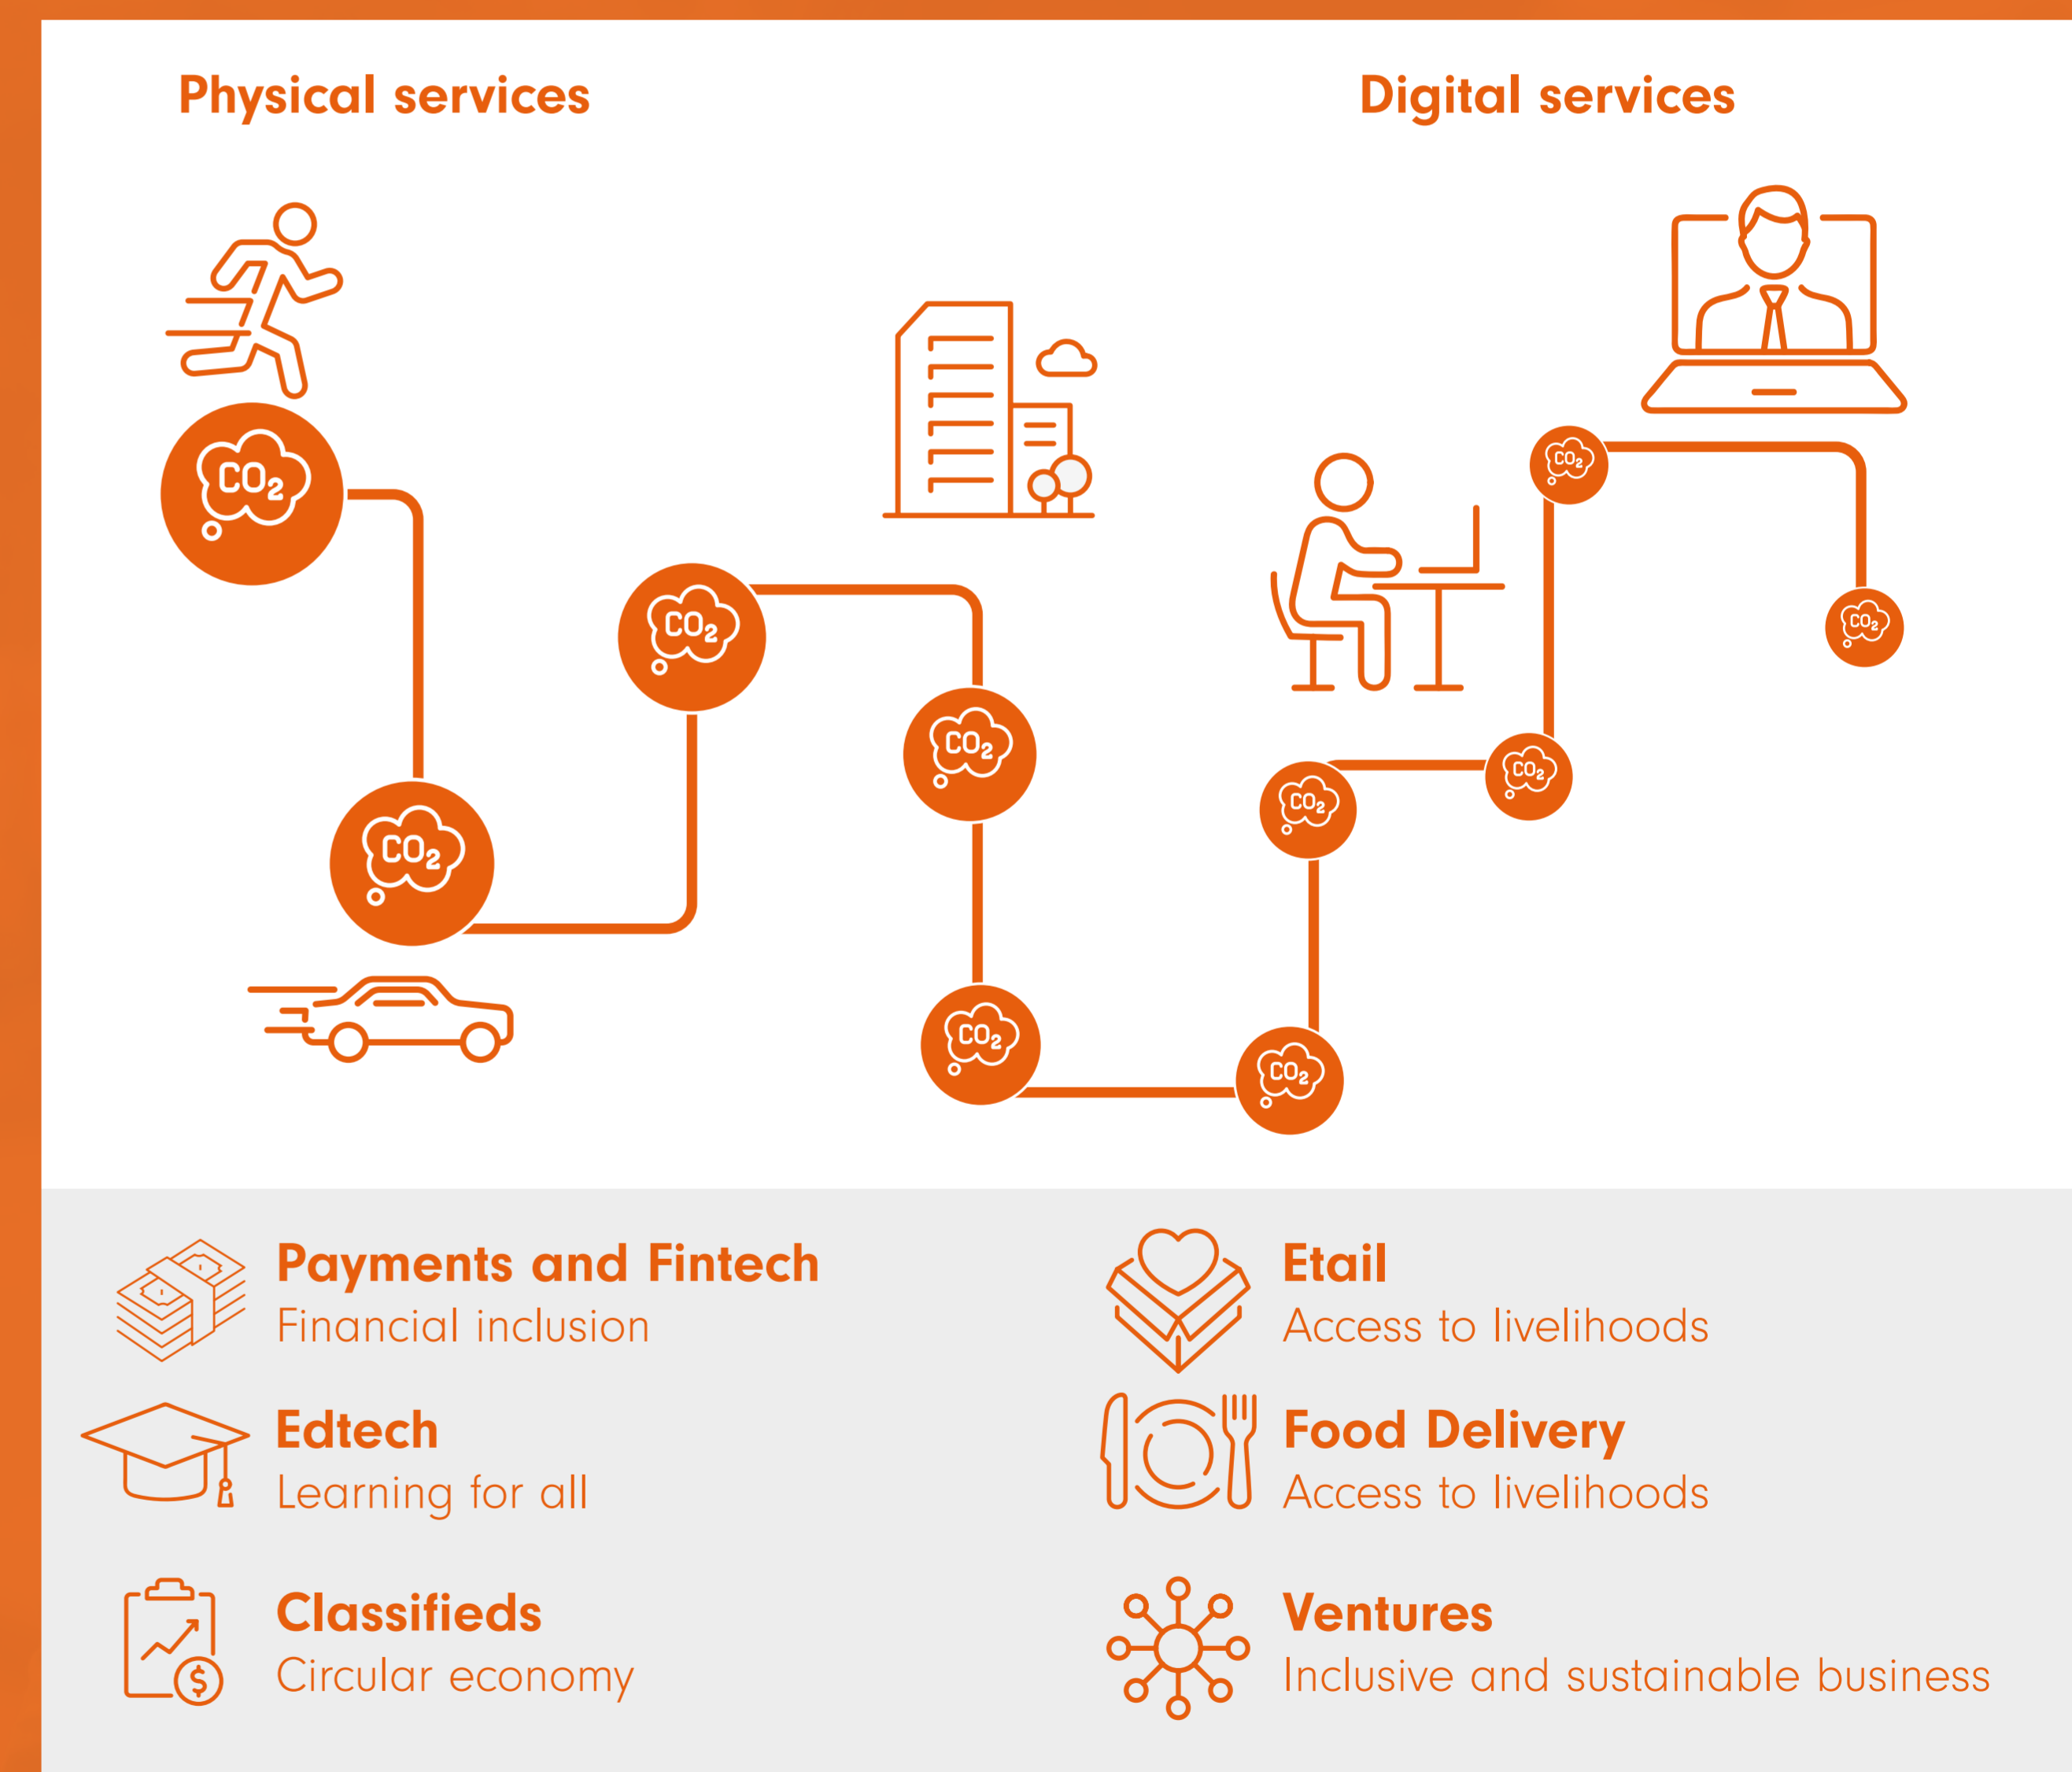 Physical services
Digital services
CO2
CO2
CO2
CO2
CO2
CO2
CO2
CO2
CO2
CO2
Payments and Fintech
Financial inclusion
Edtech
Learning for all
Classifieds
Circular economy
$
Etail
Access to livelihoods
Food Delivery
Access to livelihoods
Ventures
Inclusive and sustainable business